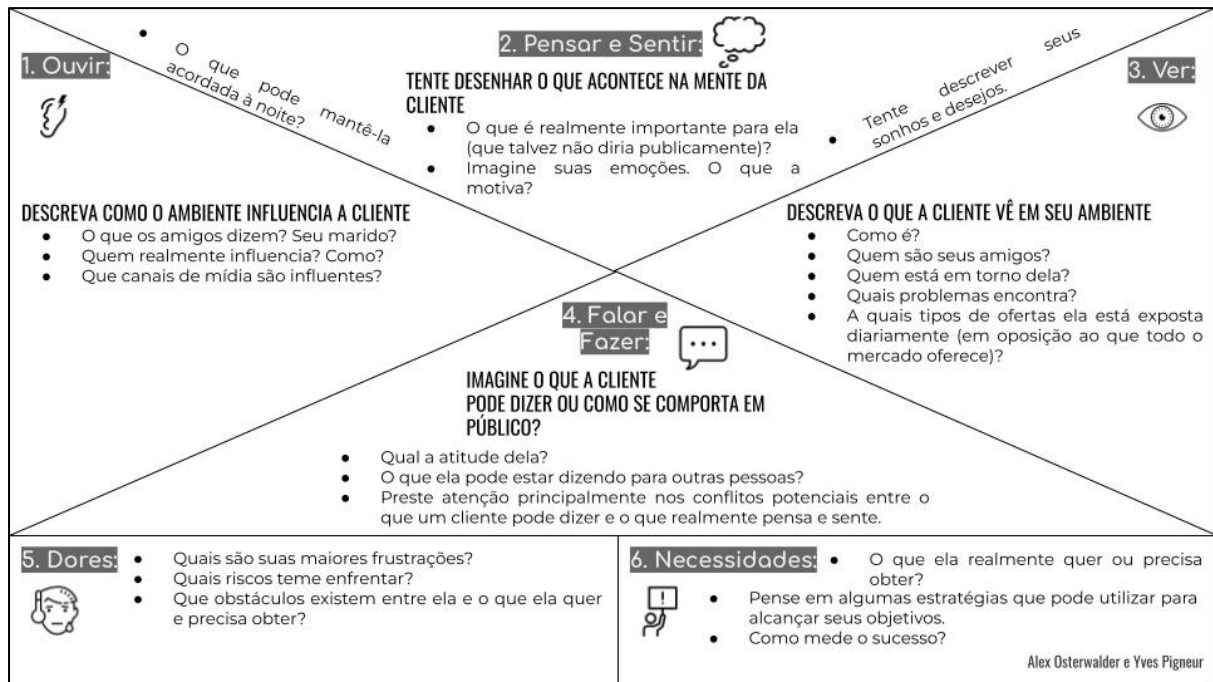 1. Ouvir:
● O que pode mantê-la
acordada à noite?
2. Pensar e Sentir:
TENTE DESENHAR O QUE ACONTECE NA MENTE DA
CLIENTE
● O que é realmente importante para ela
(que talvez não diria publicamente)?
● Imagine suas emoções. O que a
motiva?
● Tente descrever seus
sonhos e desejos.
3. Ver:
DESCREVA COMO O AMBIENTE INFLUENCIA A CLIENTE
● O que os amigos dizem? Seu marido?
● Quem realmente influencia? Como?
● Que canais de mídia são influentes?
DESCREVA O QUE A CLIENTE VÊ EM SEU AMBIENTE
● Como é?
● Quem são seus amigos?
● Quem está em torno dela?
● Quais problemas encontra?
● A quais tipos de ofertas ela está exposta
diariamente (em oposição ao que todo o
mercado oferece)?
4. Falar e
Fazer:
IMAGINE O QUE A CLIENTE
PODE DIZER OU COMO SE COMPORTA EM
PÚBLICO?
● Qual a atitude dela?
● O que ela pode estar dizendo para outras pessoas?
● Preste atenção principalmente nos conflitos potenciais entre o
que um cliente pode dizer e o que realmente pensa e sente.
5. Dores:
● Quais são suas maiores frustrações?
● Quais riscos teme enfrentar?
● Que obstáculos existem entre ela e o que ela quer
e precisa obter?
6. Necessidades:
● O que ela realmente quer ou precisa
obter?
● Pense em algumas estratégias que pode utilizar para
alcançar seus objetivos.
● Como mede o sucesso?
Alex Osterwalder e Yves Pigneur